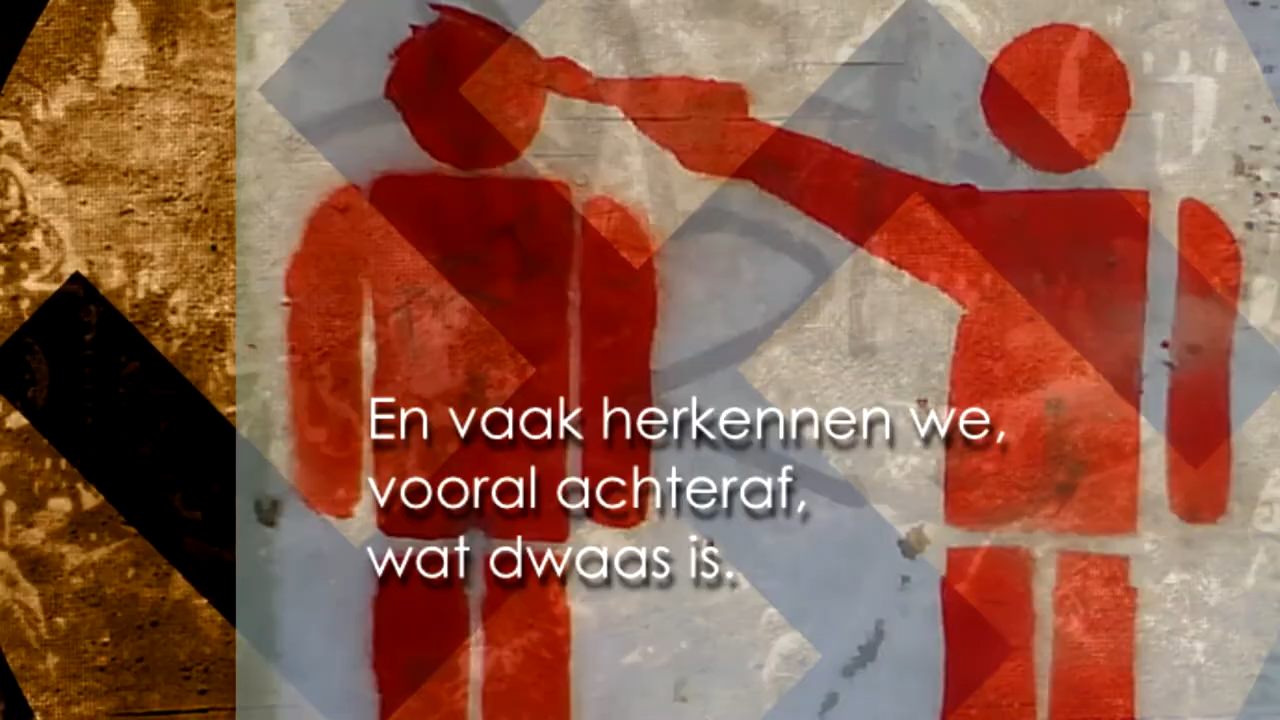 En vaak herkennen we,
vooral achteraf,
wat dwaas is.